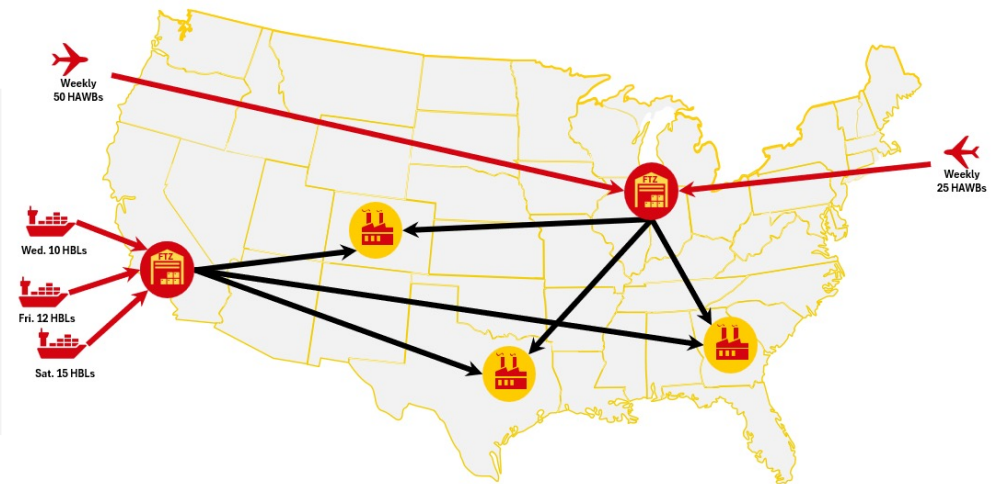 Weekly
50 HAWBs
FTZ
Weekly
25 HAWBs
Wed. 10 HBLs
FTZ
Fri. 12 HBLs
Sat. 15 HBLs